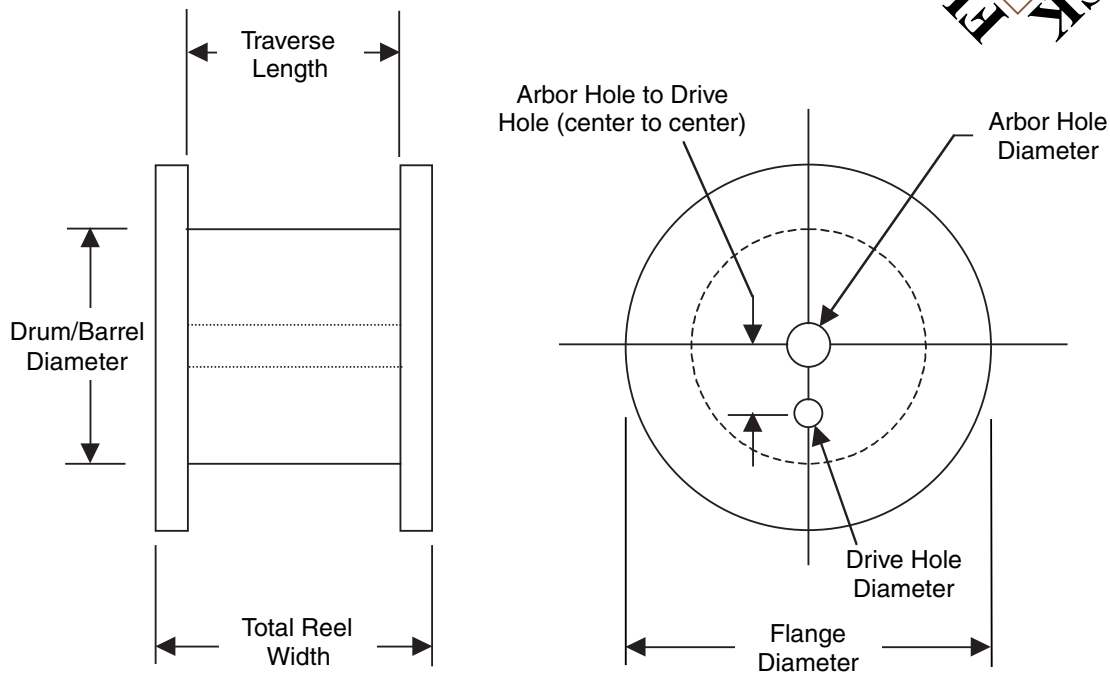 Traverse
Length
Arbor Hole to Drive
Hole (center to center)
Arbor Hole
Diameter
Drum/Barrel
Diameter
Drive Hole
Diameter
Total Reel
Width
Flange
Diameter